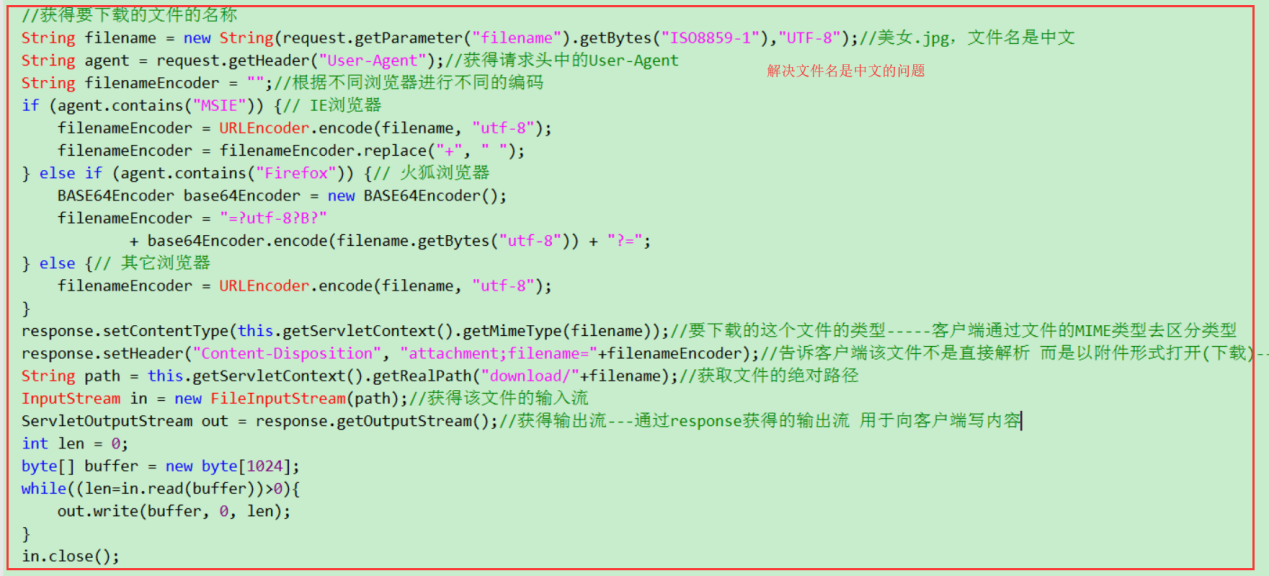 //获得要下载的文件的名称
String filename = new String(request.getParameter("filename").getBytes("ISO8859-1"),"UTF-8");//美女.jpg，文件名是中文
String agent = request.getHeader("User-Agent");//获得请求头中的User-Agent
解决文件名是中文的问题
String filenameEncoder = "";//根据不同浏览器进行不同的编码
if (agent.contains("MSIE")) {// IE浏览器
    filenameEncoder = URLEncoder.encode(filename, "utf-8");
    filenameEncoder = filenameEncoder.replace("+", " ");
} else if (agent.contains("Firefox")) {// 火狐浏览器
    BASE64Encoder base64Encoder = new BASE64Encoder();
    filenameEncoder = "=?utf-8?B?"
            + base64Encoder.encode(filename.getBytes("utf-8")) + "?=";
} else {// 其它浏览器
    filenameEncoder = URLEncoder.encode(filename, "utf-8");
}
response.setContentType(this.getServletContext().getMimeType(filename));//要下载的这个文件的类型-----客户端通过文件的MIME类型去区分类型
response.setHeader("Content-Disposition", "attachment;filename="+filenameEncoder);//告诉客户端该文件不是直接解析 而是以附件形式打开(下载)--
String path = this.getServletContext().getRealPath("download/"+filename);//获取文件的绝对路径
InputStream in = new FileInputStream(path);//获得该文件的输入流
ServletOutputStream out = response.getOutputStream();//获得输出流---通过response获得的输出流 用于向客户端写内容
int len = 0;
byte[] buffer = new byte[1024];
while((len=in.read(buffer))>0){
    out.write(buffer, 0, len);
}
in.close();